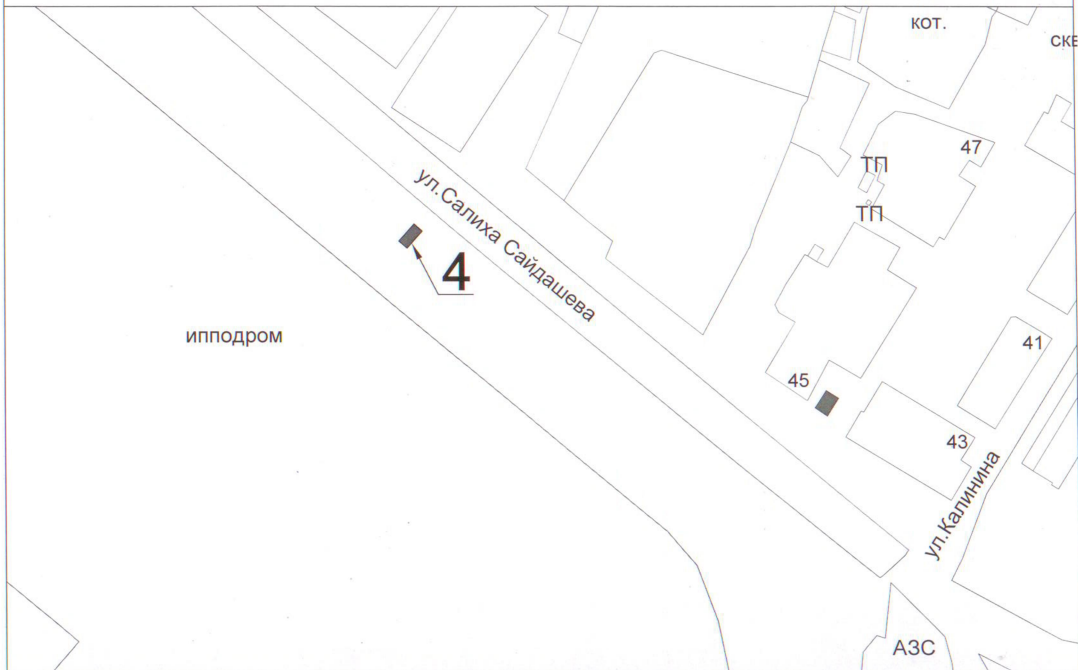 кот.
ске
47
ТП
ТП
ул.Салиха Сайдашева
4
ипподром
41
45
43
ул.Калинина
АЗС